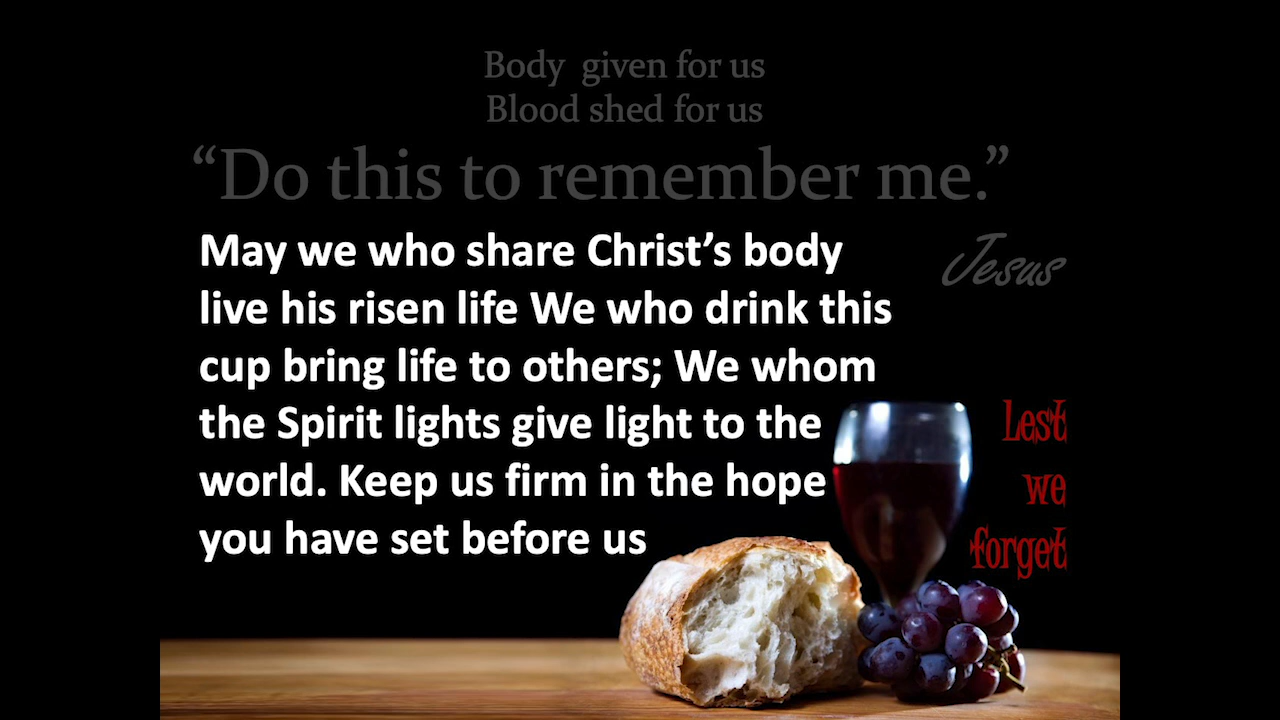 Body given for us
Blood shed for us
“Do this to remember me.”
May we who share Christ’s body
Jesus
live his risen life We who drink this
cup bring life to others; We whom
the Spirit lights give light to the
world. Keep us firm in the hope
you have set before us
Lest
we
forget